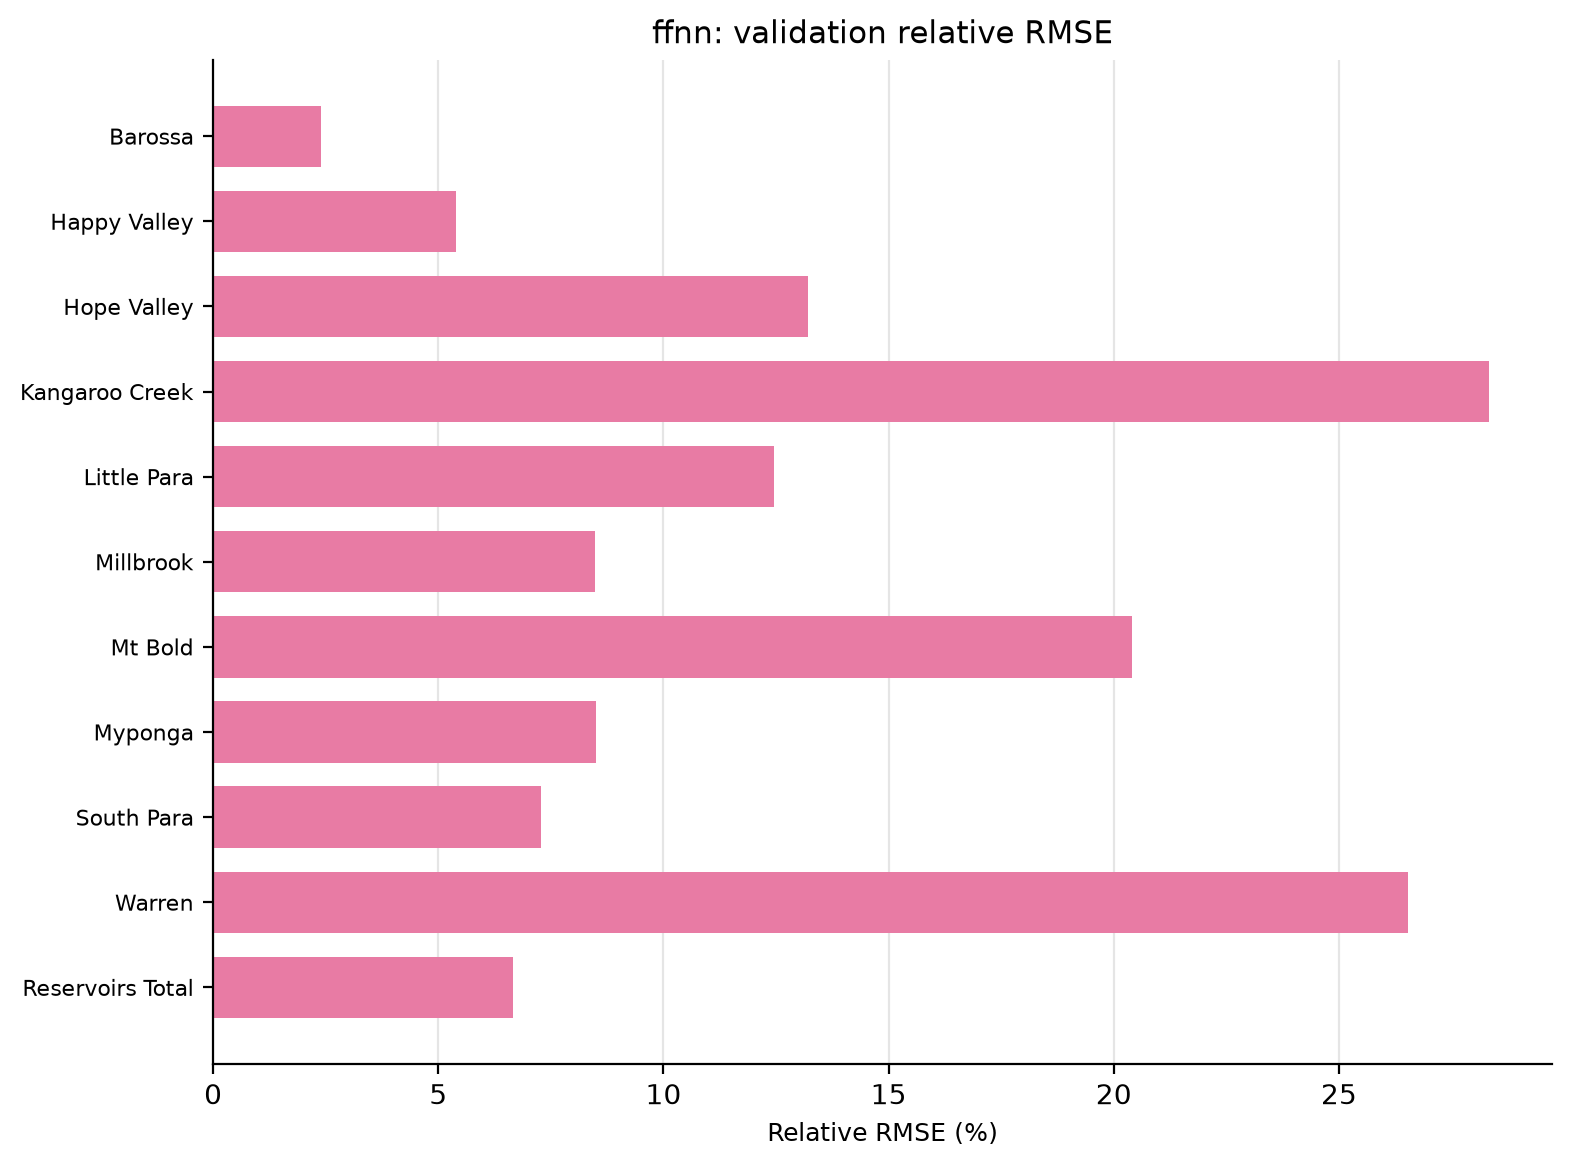 ffnn: validation relative RMSE
Barossa
Happy Valley
Hope Valley
Kangaroo Creek
Little Para
Millbrook
Mt Bold
Myponga
South Para
Warren
Reservoirs Total
0 5 10 15 20 25
Relative RMSE (%)